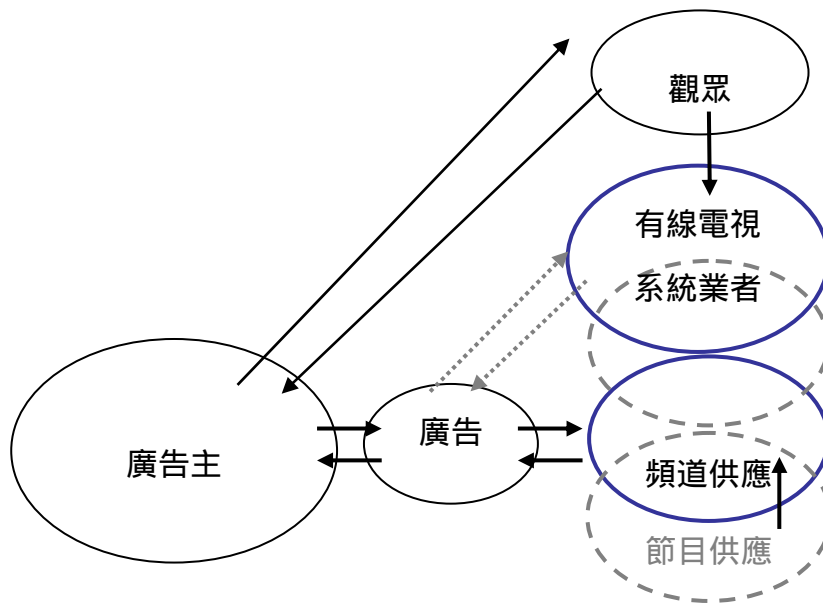 觀眾
有線電視
系統業者
廣告主
廣告
頻道供應
節目供應